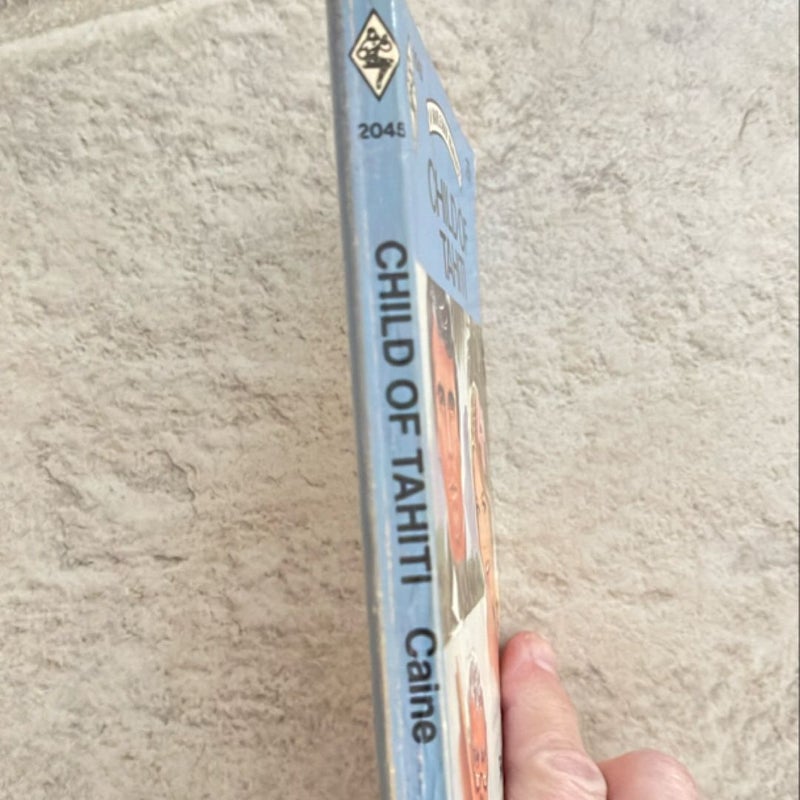 2045
CHILD OF TAHITI Caine
CHILD OF
TAHITI